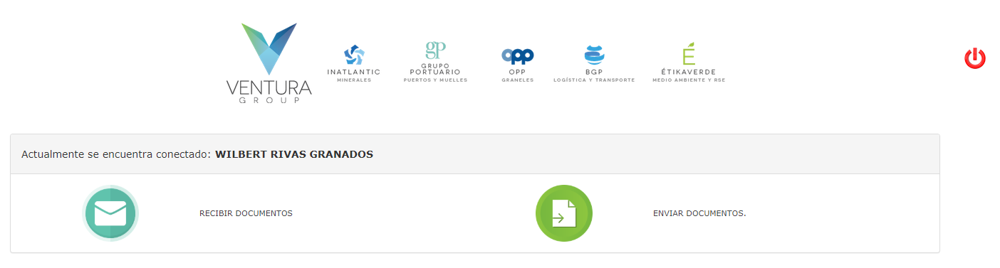 VENTURA
GROUP
INATLANTIC
MINERALES
gp
GRUPO
PORTUARIO
PUERTOS Y MUELLES
opp
OPP
GRANELES
BGP
LOGÍSTICA Y TRANSPORTE
É
ÉTIKAVERDE
MEDIO AMBIENTE Y RSE
Actualmente se encuentra conectado: WILBERT RIVAS GRANADOS
RECIBIR DOCUMENTOS
ENVIAR DOCUMENTOS.